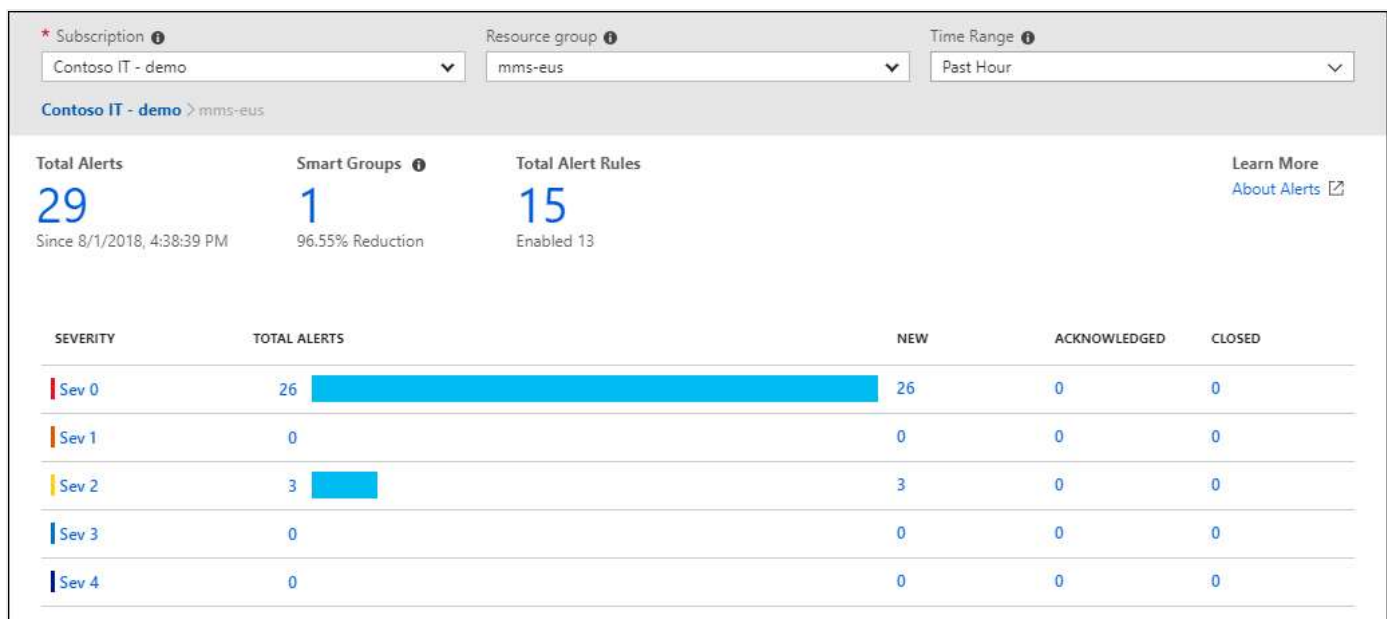 * Subscription Resource group Time Range
Contoso IT - demo mms-eus Past Hour
Contoso IT - demo > mms-eus
Total Alerts Smart Groups Total Alert Rules Learn More
29 1 15 About Alerts
Since 8/1/2018, 4:38:39 PM 96.55% Reduction Enabled 13
SEVERITY TOTAL ALERTS NEW ACKNOWLEDGED CLOSED
Sev 0 26 26 0 0
Sev 1 0 0 0 0
Sev 2 3 3 0 0
Sev 3 0 0 0 0
Sev 4 0 0 0 0